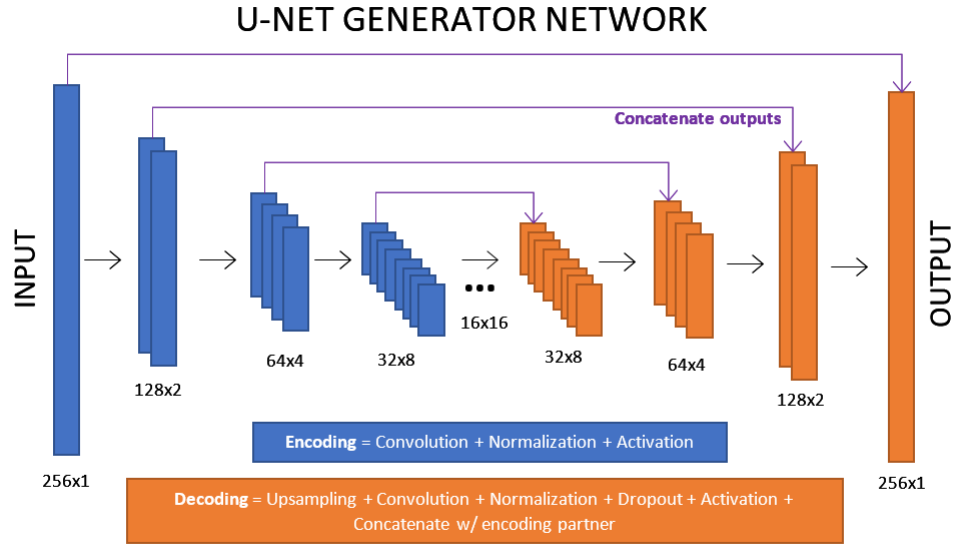 U-NET GENERATOR NETWORK
Concatenate outputs
INPUT
OUTPUT
16x16
64x4
32x8
32x8
64x4
128x2
128x2
256x1
256x1
Encoding = Convolution + Normalization + Activation
Decoding = Upsampling + Convolution + Normalization + Dropout + Activation +
Concatenate w/ encoding partner